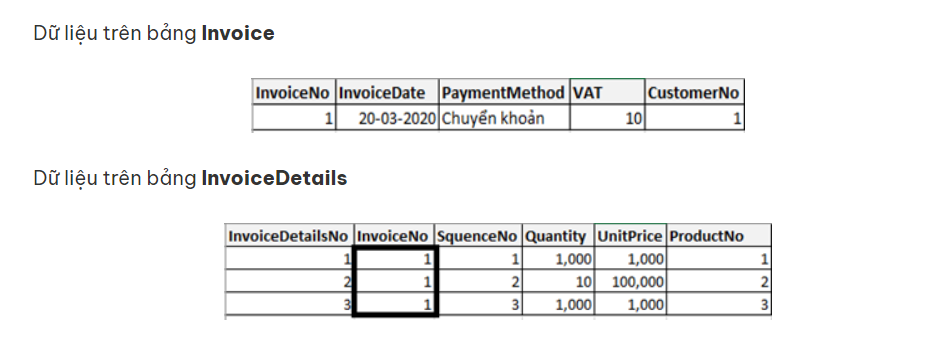 Dữ liệu trên bảng Invoice
InvoiceNo InvoiceDate PaymentMethod VAT CustomerNo
1 20-03-2020 Chuyển khoản 10 1
Dữ liệu trên bảng InvoiceDetails
InvoiceDetailsNo InvoiceNo SquenceNo Quantity UnitPrice ProductNo
1 1 1 1,000 1,000 1
2 1 2 10 100,000 2
3 1 3 1,000 1,000 3